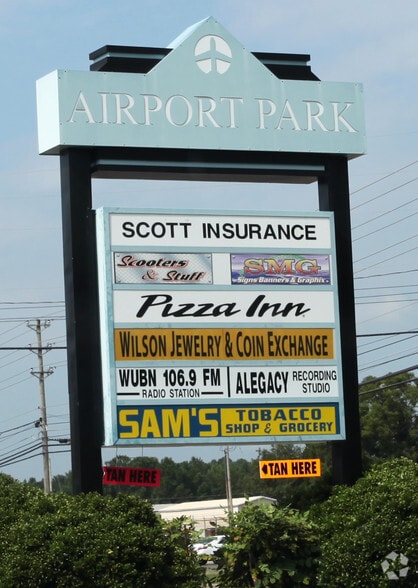 AIRPORT PARK
SCOTT INSURANCE
Scooters & Stuff
SMG
Signs Banners & Graphix
Pizza Inn
WILSON JEWELRY & COIN EXCHANGE
WUBN 106.9 FM
RADIO STATION
ALEGACY RECORDING STUDIO
SAM'S TOBACCO SHOP & GROCERY
TAN HERE
TAN HERE